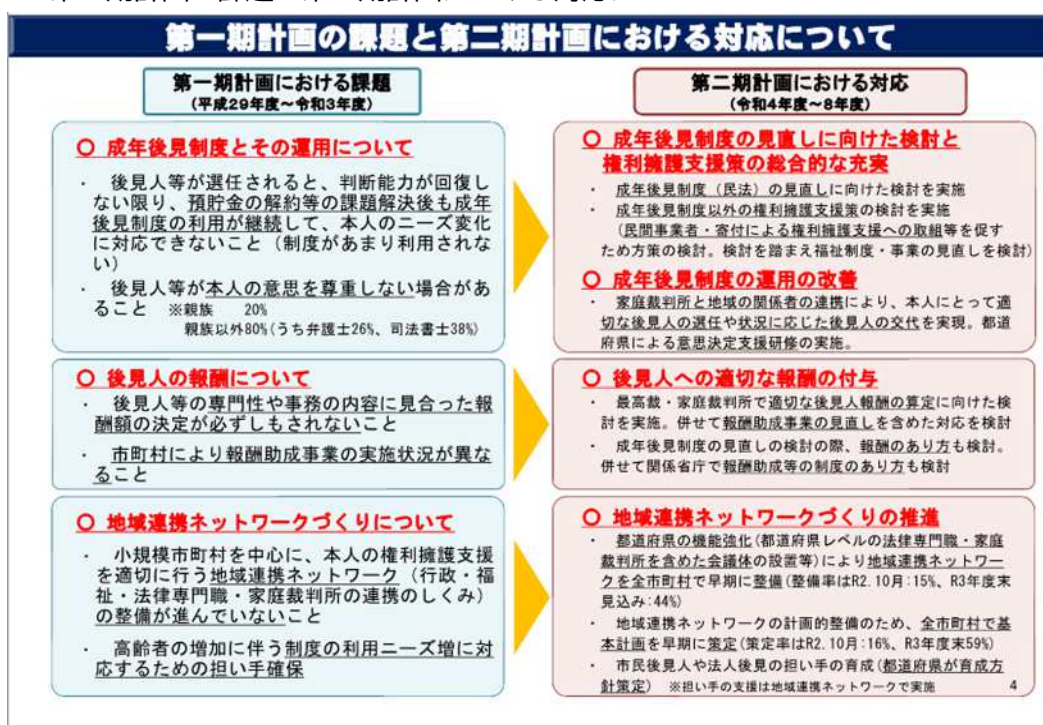 第一期計画の課題と第二期計画における対応について
第一期計画における課題
(平成29年度～令和3年度)
〇 成年後見制度とその運用について
・ 後見人等が選任されると、判断能力が回復し
ない限り、預貯金の解約等の課題解決後も成年
後見制度の利用が継続して、本人のニーズ変化
に対応できないこと（制度があまり利用されな
い）
・ 後見人等が本人の意思を尊重しない場合があ
ること ※親族 20%
親族以外80%(うち弁護士26%、司法書士38%)
〇 後見人の報酬について
・ 後見人等の専門性や事務の内容に見合った報
酬額の決定が必ずしもされないこと
・ 市町村により報酬助成事業の実施状況が異な
ること
〇 地域連携ネットワークづくりについて
・ 小規模市町村を中心に、本人の権利擁護支援
を適切に行う地域連携ネットワーク（行政・福
祉・法律専門職・家庭裁判所の連携のしくみ）
の整備が進んでいないこと
・ 高齢者の増加に伴う制度の利用ニーズ増に対
応するための担い手確保
第二期計画における対応
(令和4年度～8年度)
〇 成年後見制度の見直しに向けた検討と
権利擁護支援策の総合的な充実
・ 成年後見制度（民法）の見直しに向けた検討を実施
・ 成年後見制度以外の権利擁護支援策の検討を実施
（民間事業者・寄付による権利擁護支援への取組等を促す
ため方策の検討。検討を踏まえ福祉制度・事業の見直しを検討）
〇 成年後見制度の運用の改善
・ 家庭裁判所と地域の関係者の連携により、本人にとって適
切な後見人の選任や状況に応じた後見人の交代を実現。都道
府県による意思決定支援研修の実施。
〇 後見人への適切な報酬の付与
・ 最高裁・家庭裁判所で適切な後見人報酬の算定に向けた検
討を実施。併せて報酬助成事業の見直しを含めた対応を検討
・ 成年後見制度の見直しの検討の際、報酬のあり方も検討。
併せて関係省庁で報酬助成等の制度のあり方も検討
〇 地域連携ネットワークづくりの推進
・ 都道府県の機能強化(都道府県レベルの法律専門職・家庭
裁判所を含めた会議体の設置等)により地域連携ネットワー
クを全市町村で早期に整備(整備率はR2.10月:15%、R3年度末
見込み:44%)
・ 地域連携ネットワークの計画的整備のため、全市町村で基
本計画を早期に策定(策定率はR2.10月:16%、R3年度末59%)
・ 市民後見人や法人後見の担い手の育成(都道府県が育成方
針策定) ※担い手の支援は地域連携ネットワークで実施 4